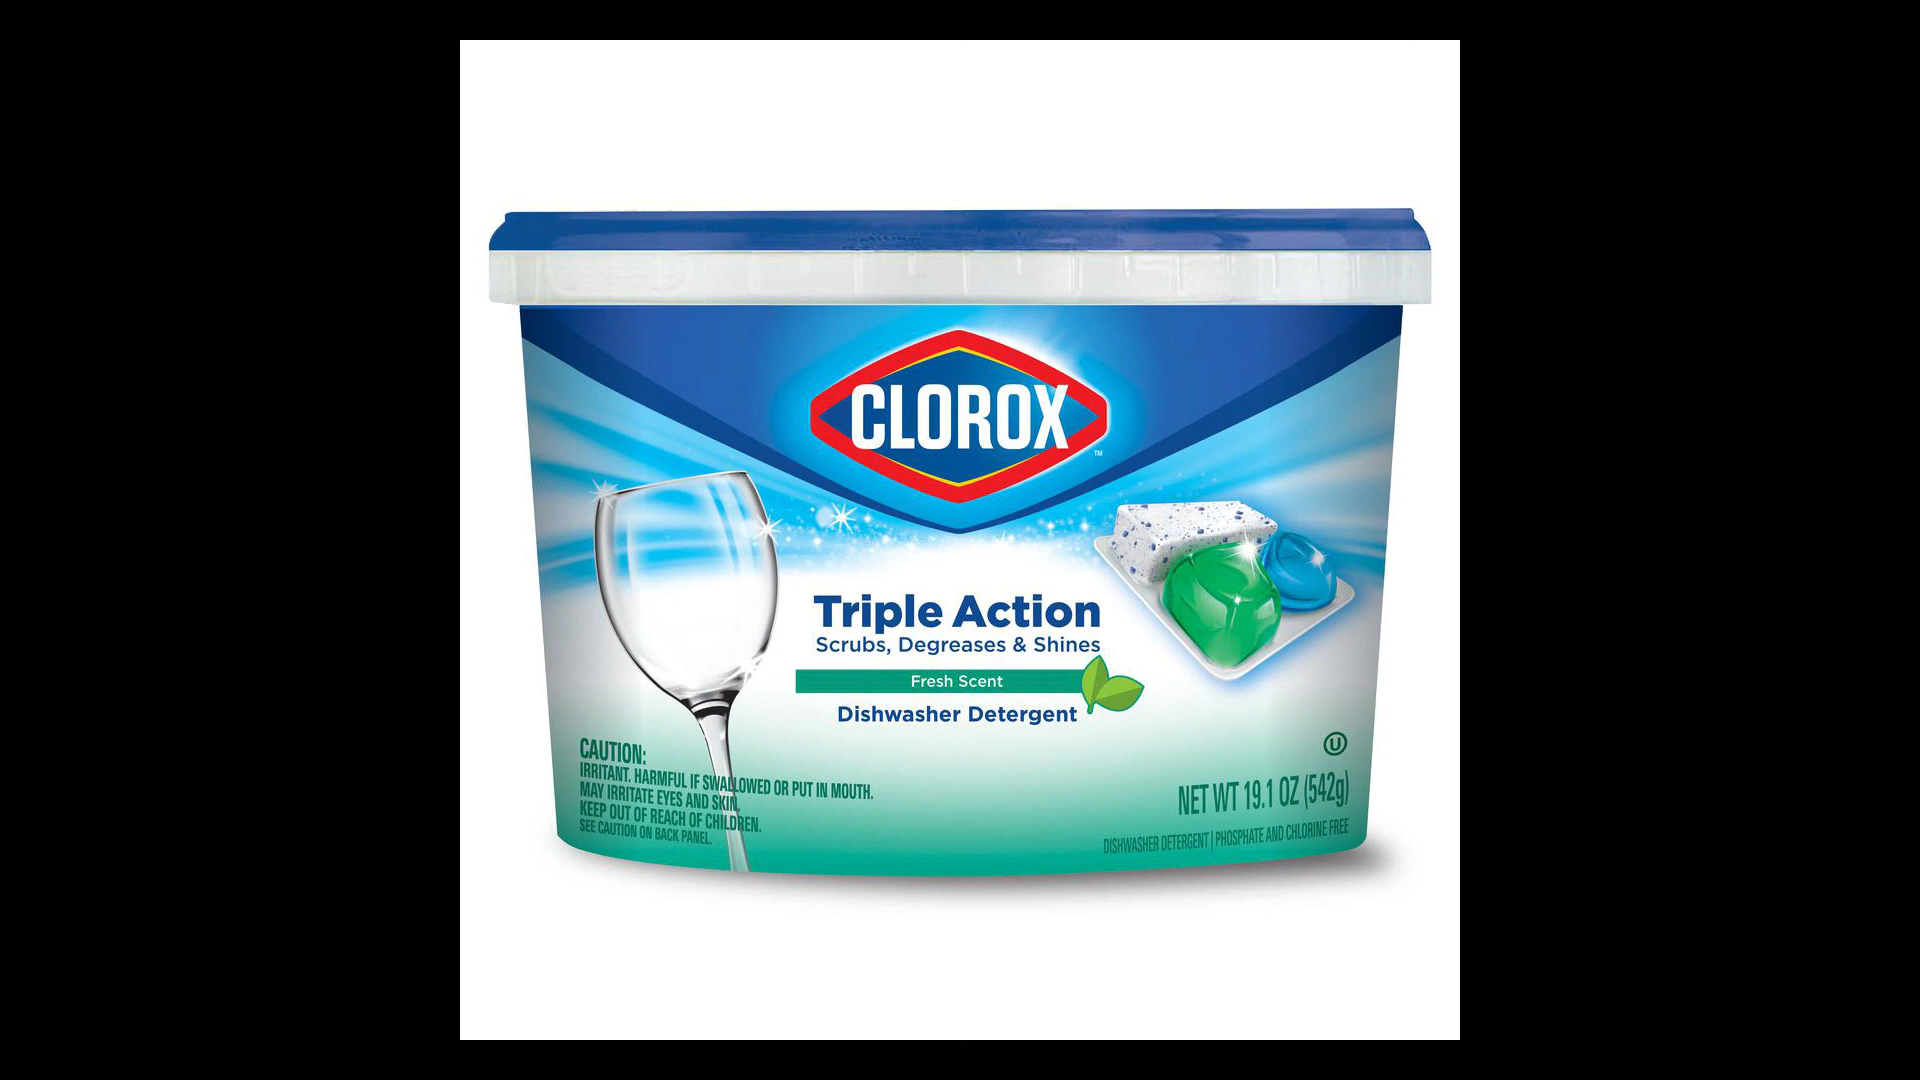 CLOROX
TM
Triple Action
Scrubs, Degreases & Shines
Fresh Scent
Dishwasher Detergent
CAUTION:
IRRITANT. HARMFUL IF SWALLOWED OR PUT IN MOUTH.
MAY IRRITATE EYES AND SKIN.
KEEP OUT OF REACH OF CHILDREN.
SEE CAUTION ON BACK PANEL.
U
NET WT 19.1 OZ (542g)
DISHWASHER DETERGENT | PHOSPHATE AND CHLORINE FREE